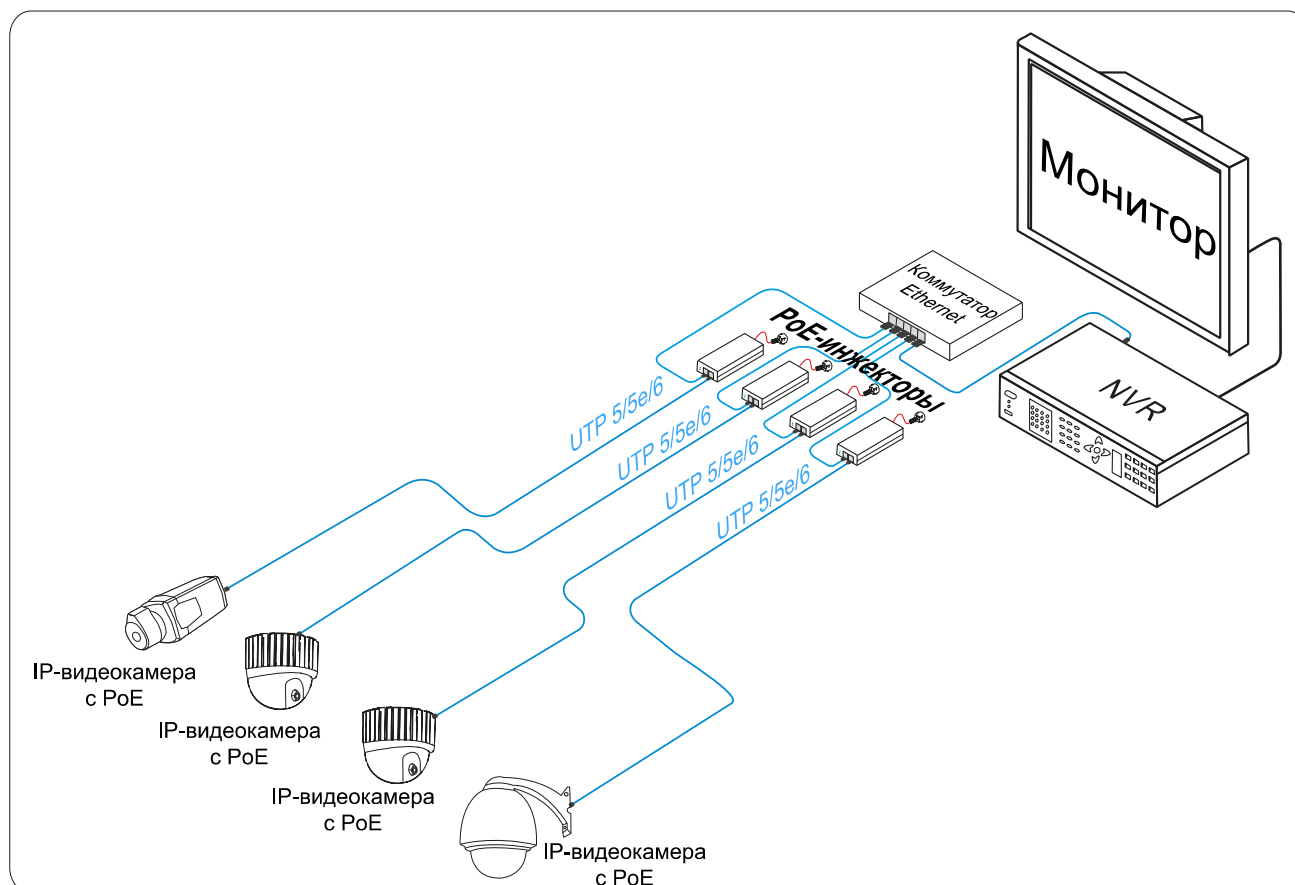 Монитор
Коммутатор
Ethernet
PoE-инжекторы
NVR
UTP 5/5e/6
UTP 5/5e/6
UTP 5/5e/6
UTP 5/5e/6
IP-видеокамера
с PoE
IP-видеокамера
с PoE
IP-видеокамера
с PoE
IP-видеокамера
с PoE